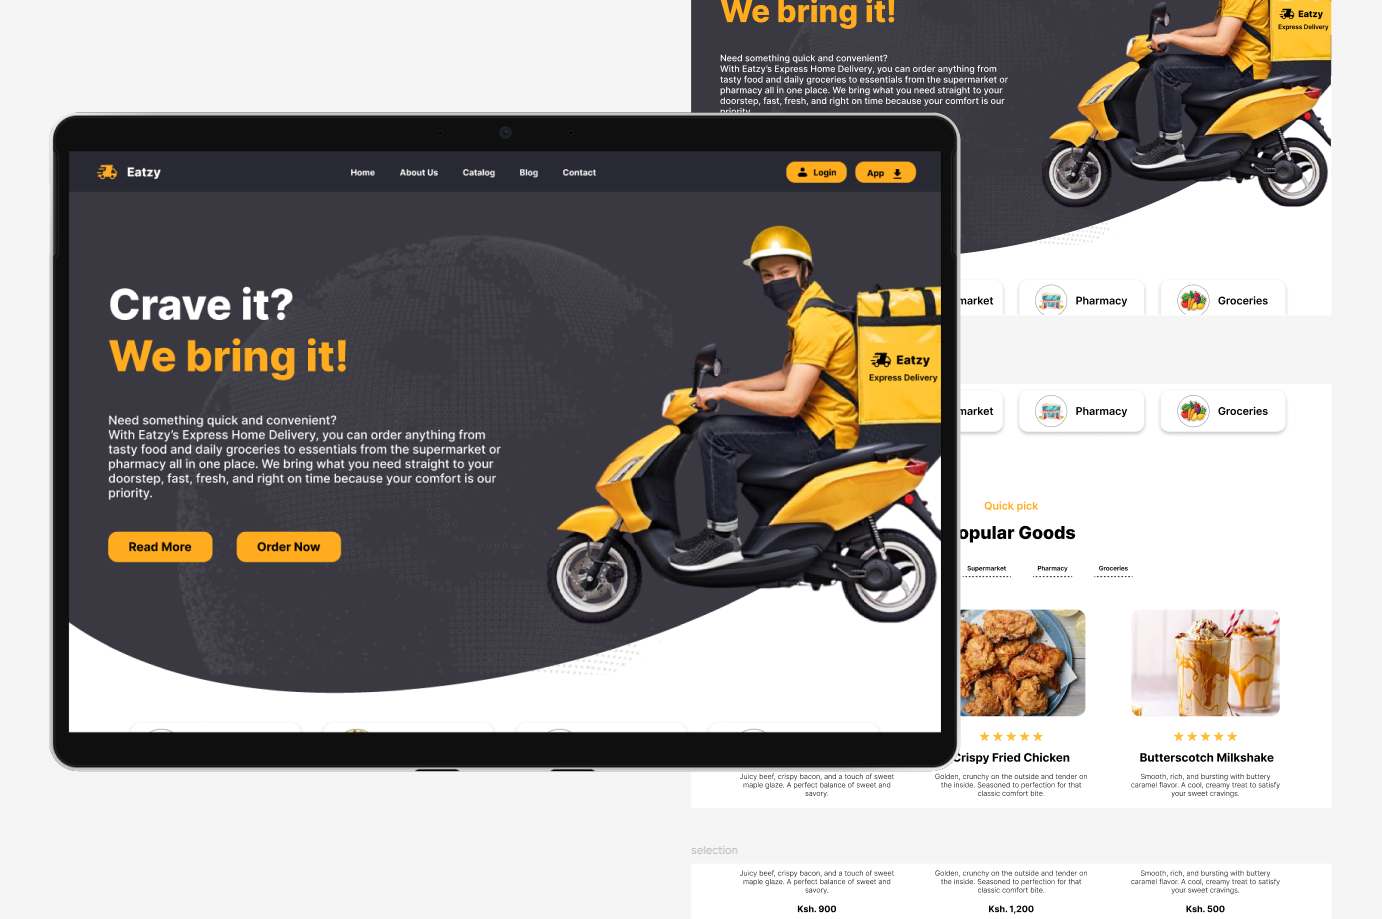 We bring it!
Eatzy
Express Delivery
Need something quick and convenient?
With Eatzy's Express Home Delivery, you can order anything from
tasty food and daily groceries to essentials from the supermarket or
pharmacy all in one place. We bring what you need straight to your
doorstep, fast, fresh, and right on time because your comfort is our
priority.
Eatzy
Home
About Us
Catalog
Blog
Contact
Login
App
Crave it?
We bring it!
Eatzy
Express Delivery
Need something quick and convenient?
With Eatzy's Express Home Delivery, you can order anything from
tasty food and daily groceries to essentials from the supermarket or
pharmacy all in one place. We bring what you need straight to your
doorstep, fast, fresh, and right on time because your comfort is our
priority.
Read More
Order Now
market
Pharmacy
Groceries
market
Pharmacy
Groceries
Quick pick
opular Goods
Supermarket
Pharmacy
Groceries
Crispy Fried Chicken
Butterscotch Milkshake
Juicy beef, crispy bacon, and a touch of sweet
maple glaze. A perfect balance of sweet and
savory.
Golden, crunchy on the outside and tender on
the inside. Seasoned to perfection for that
classic comfort bite.
Smooth, rich, and bursting with buttery
caramel flavor. A cool, creamy treat to satisfy
your sweet cravings.
selection
Juicy beef, crispy bacon, and a touch of sweet
maple glaze. A perfect balance of sweet and
savory.
Golden, crunchy on the outside and tender on
the inside. Seasoned to perfection for that
classic comfort bite.
Smooth, rich, and bursting with buttery
caramel flavor. A cool, creamy treat to satisfy
your sweet cravings.
Ksh. 900
Ksh. 1,200
Ksh. 500